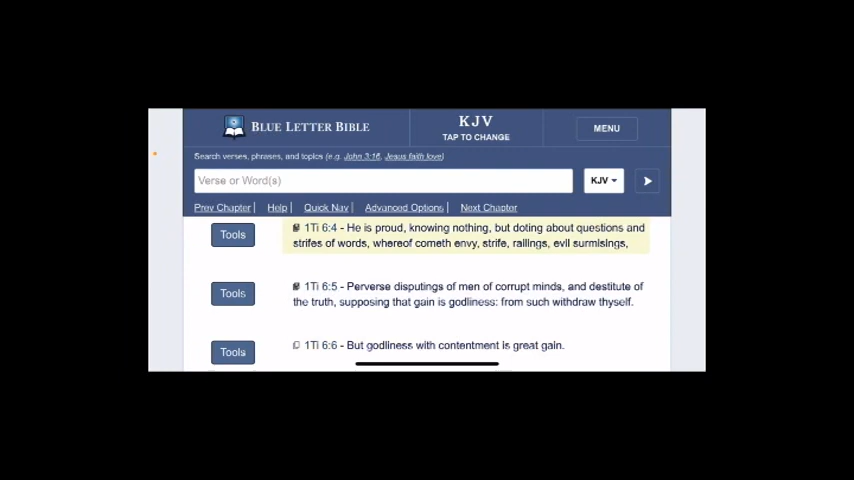 BLUE LETTER BIBLE
KJV
TAP TO CHANGE
MENU
Search verses, phrases, and topics (e.g. John 3:16, Jesus faith love)
Verse or Word(s)
KJV
Prev Chapter | Help | Quick Nav | Advanced Options | Next Chapter
Tools
1Ti 6:4 - He is proud, knowing nothing, but doting about questions and
strifes of words, whereof cometh envy, strife, railings, evil surmisings,
Tools
1Ti 6:5 - Perverse disputings of men of corrupt minds, and destitute of
the truth, supposing that gain is godliness: from such withdraw thyself.
Tools
1Ti 6:6 - But godliness with contentment is great gain.